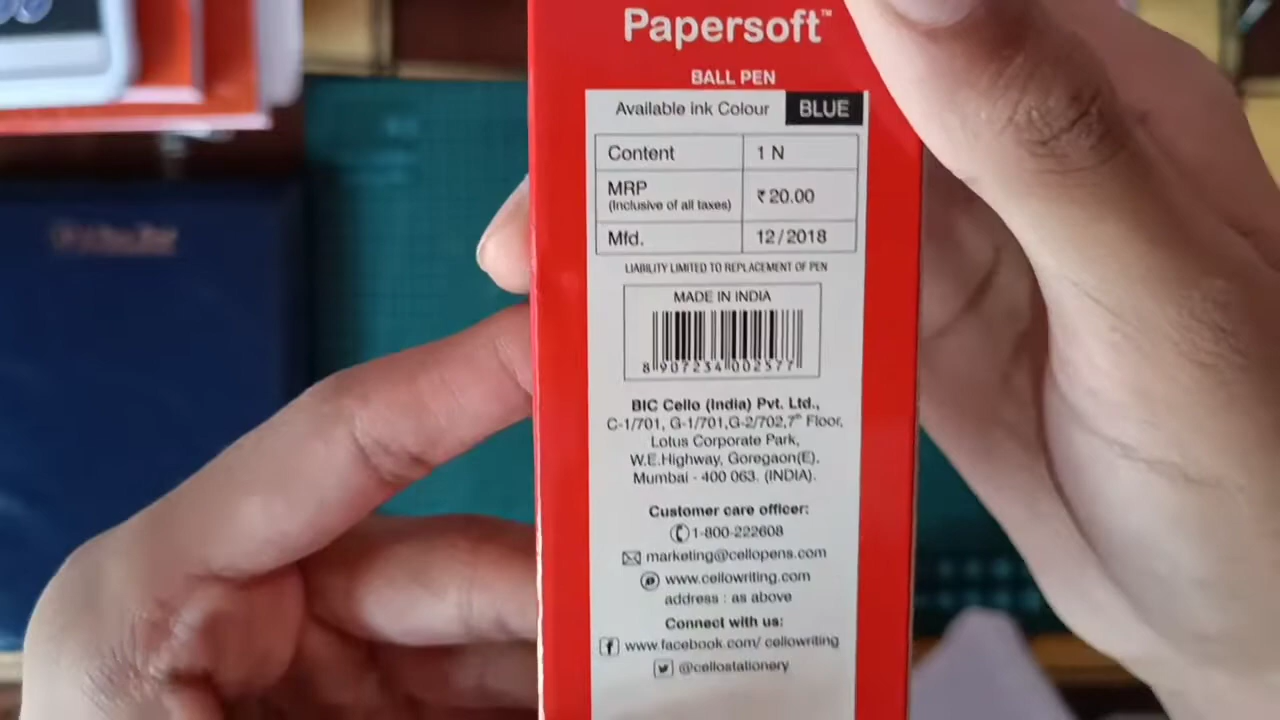 Papersoft™
BALL PEN
Available ink Colour BLUE
Content 1 N
MRP ₹ 20.00
(Inclusive of all taxes)
Mfd. 12/2018
LIABILITY LIMITED TO REPLACEMENT OF PEN
MADE IN INDIA
8 907234 002577
BIC Cello (India) Pvt. Ltd.,
C-1/701, G-1/701,G-2/702,7th Floor,
Lotus Corporate Park,
W.E.Highway, Goregaon(E).
Mumbai - 400 063. (INDIA).
Customer care officer:
1-800-222608
marketing@cellopens.com
www.cellowriting.com
address : as above
Connect with us:
www.facebook.com/ cellowriting
@cellostationery